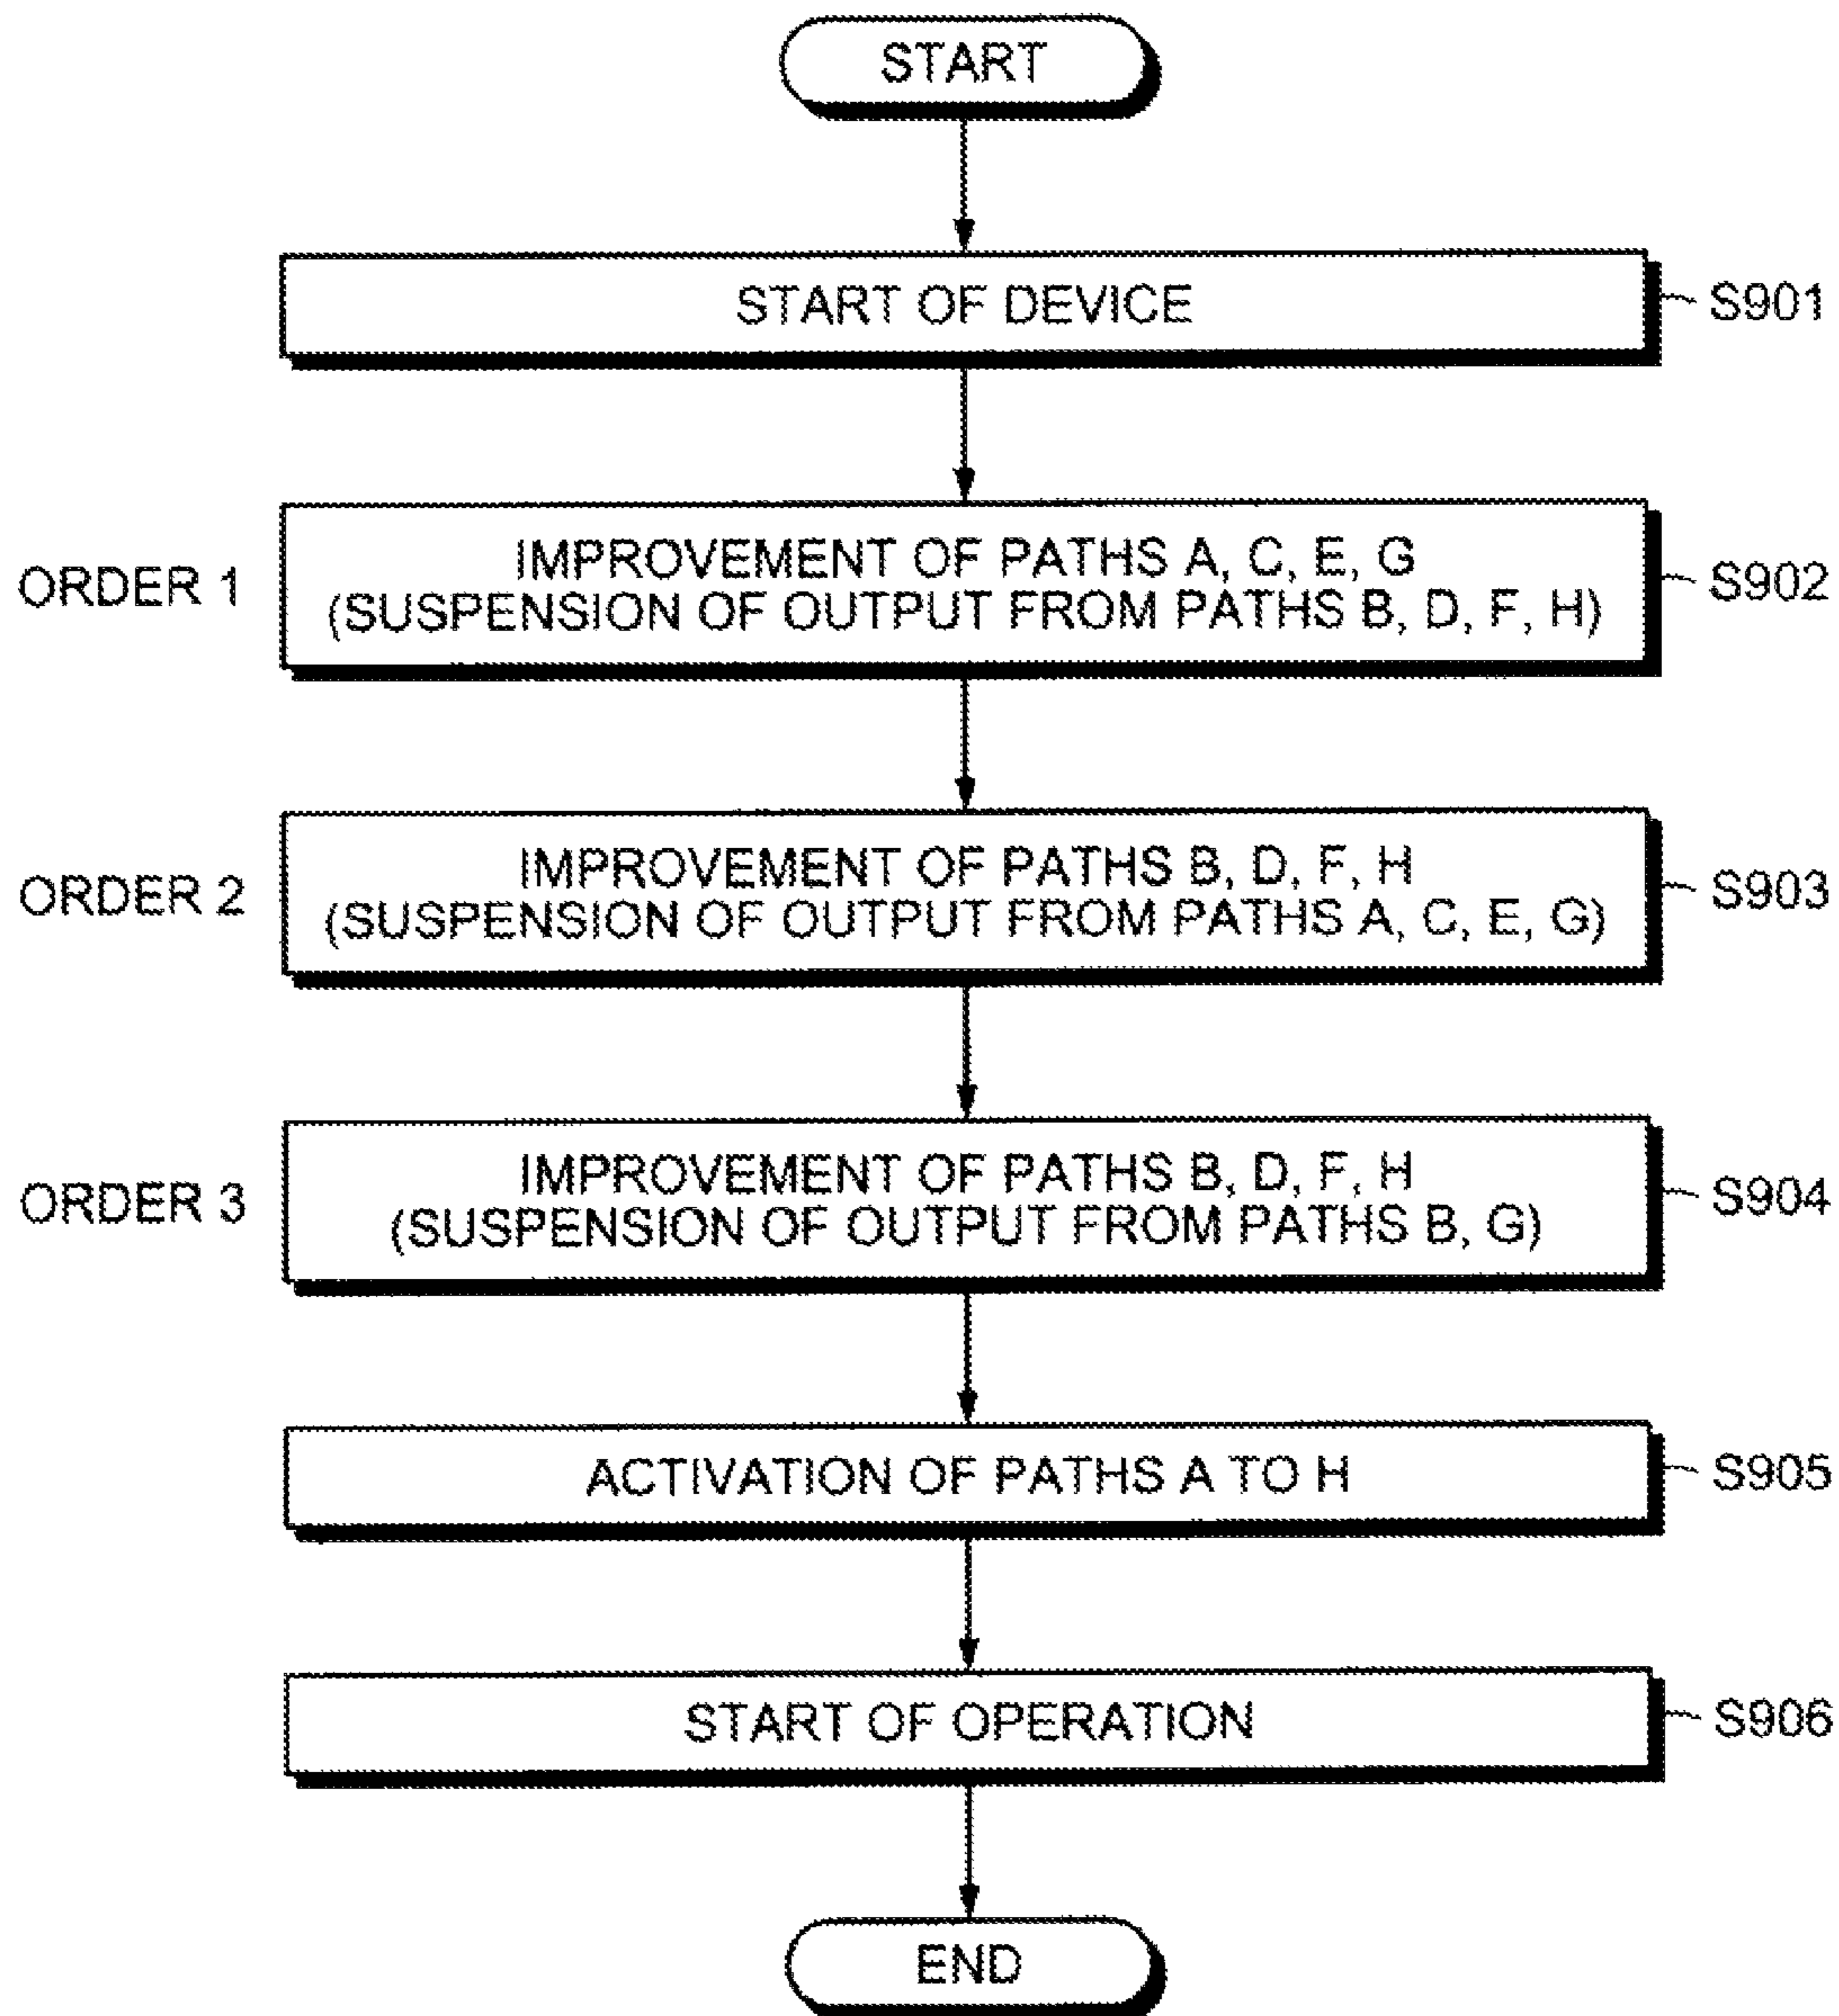 START
START OF DEVICE
S901
ORDER 1
IMPROVEMENT OF PATHS A, C, E, G
(SUSPENSION OF OUTPUT FROM PATHS B, D, F, H)
S902
ORDER 2
IMPROVEMENT OF PATHS B, D, F, H
(SUSPENSION OF OUTPUT FROM PATHS A, C, E, G)
S903
ORDER 3
IMPROVEMENT OF PATHS B, D, F, H
(SUSPENSION OF OUTPUT FROM PATHS B, G)
S904
ACTIVATION OF PATHS A TO H
S905
START OF OPERATION
S906
END